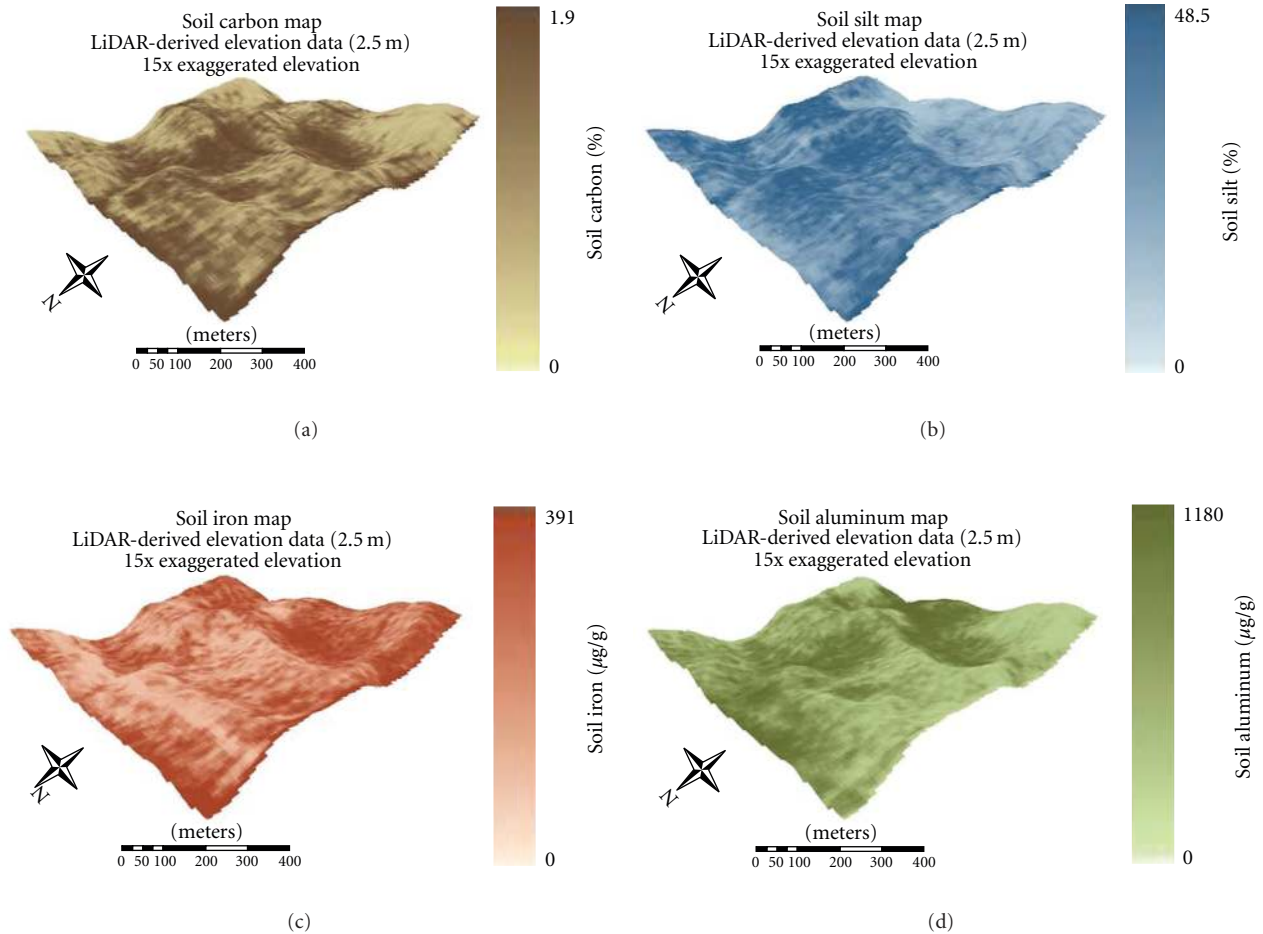 Soil carbon map
LiDAR-derived elevation data (2.5 m)
15x exaggerated elevation
1.9
Soil carbon (%)
0
N
(meters)
0 50 100 200 300 400
(a)
Soil silt map
LiDAR-derived elevation data (2.5 m)
15x exaggerated elevation
48.5
Soil silt (%)
0
N
(meters)
0 50 100 200 300 400
(b)
Soil iron map
LiDAR-derived elevation data (2.5 m)
15x exaggerated elevation
391
Soil iron (μg/g)
0
N
(meters)
0 50 100 200 300 400
(c)
Soil aluminum map
LiDAR-derived elevation data (2.5 m)
15x exaggerated elevation
1180
Soil aluminum (μg/g)
0
N
(meters)
0 50 100 200 300 400
(d)